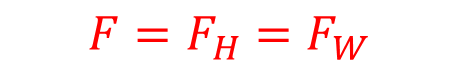 F = F_H = F_W